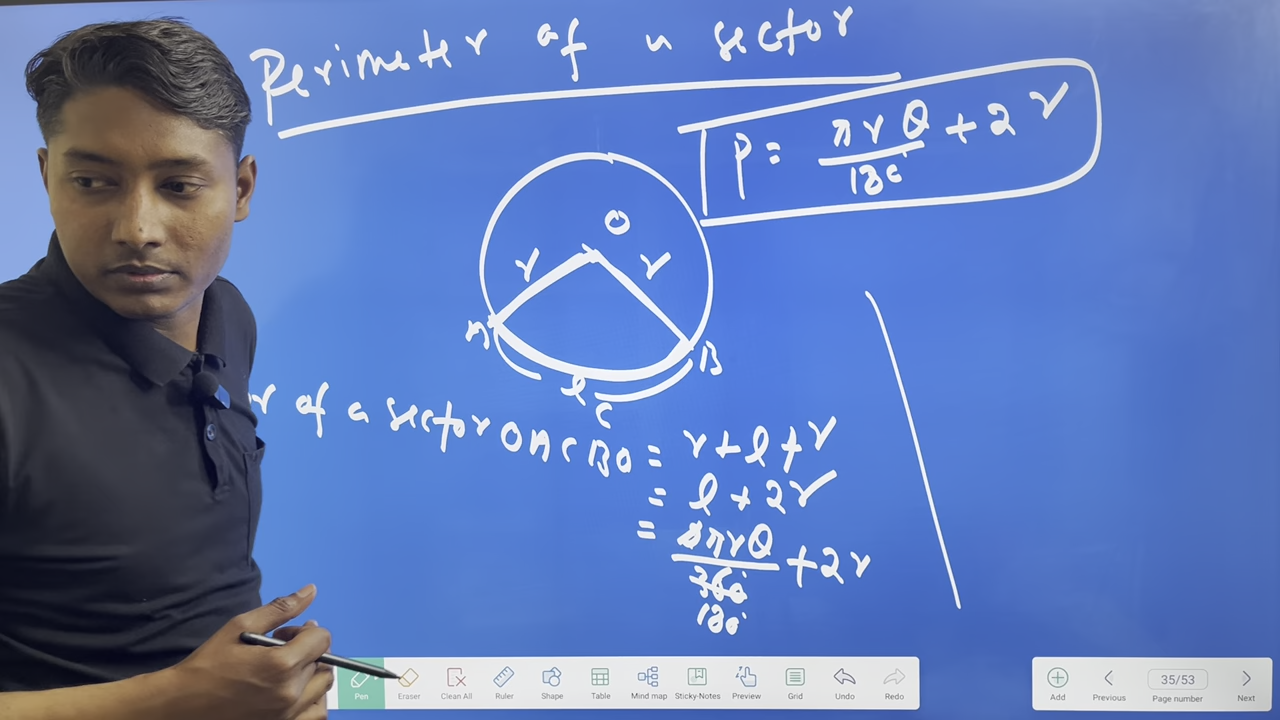 Perimeter of a sector
P = πrθ/180° + 2r
O
r r
A B
l
C
r of a sector OACBO = r + l + r
= l + 2r
= 2πrθ/360° + 2r
180°
Pen Eraser Clean All Ruler Shape Table Mind map Sticky-Notes Preview Grid Undo Redo
Add Previous 35/53 Page number Next